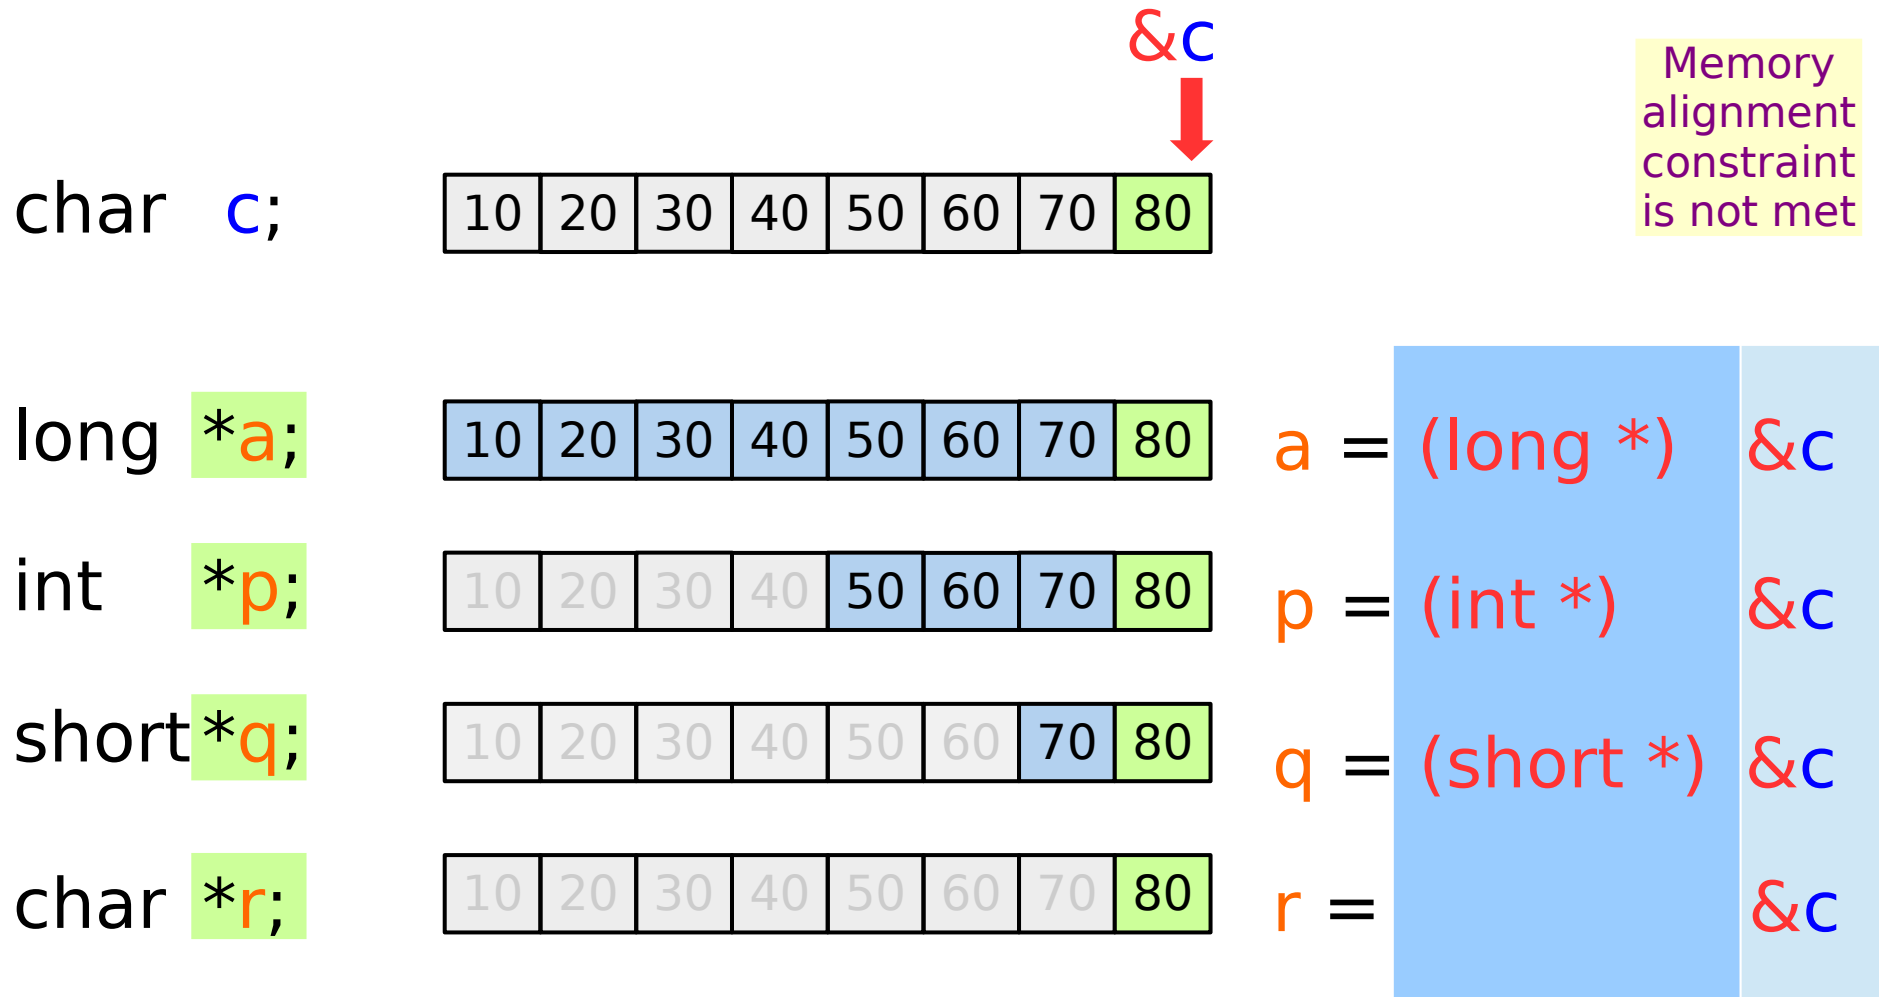 &c
Memory
alignment
constraint
is not met
char c; 10 20 30 40 50 60 70 80
long *a; 10 20 30 40 50 60 70 80 a = (long *) &c
int *p; 10 20 30 40 50 60 70 80 p = (int *) &c
short *q; 10 20 30 40 50 60 70 80 q = (short *) &c
char *r; 10 20 30 40 50 60 70 80 r = &c